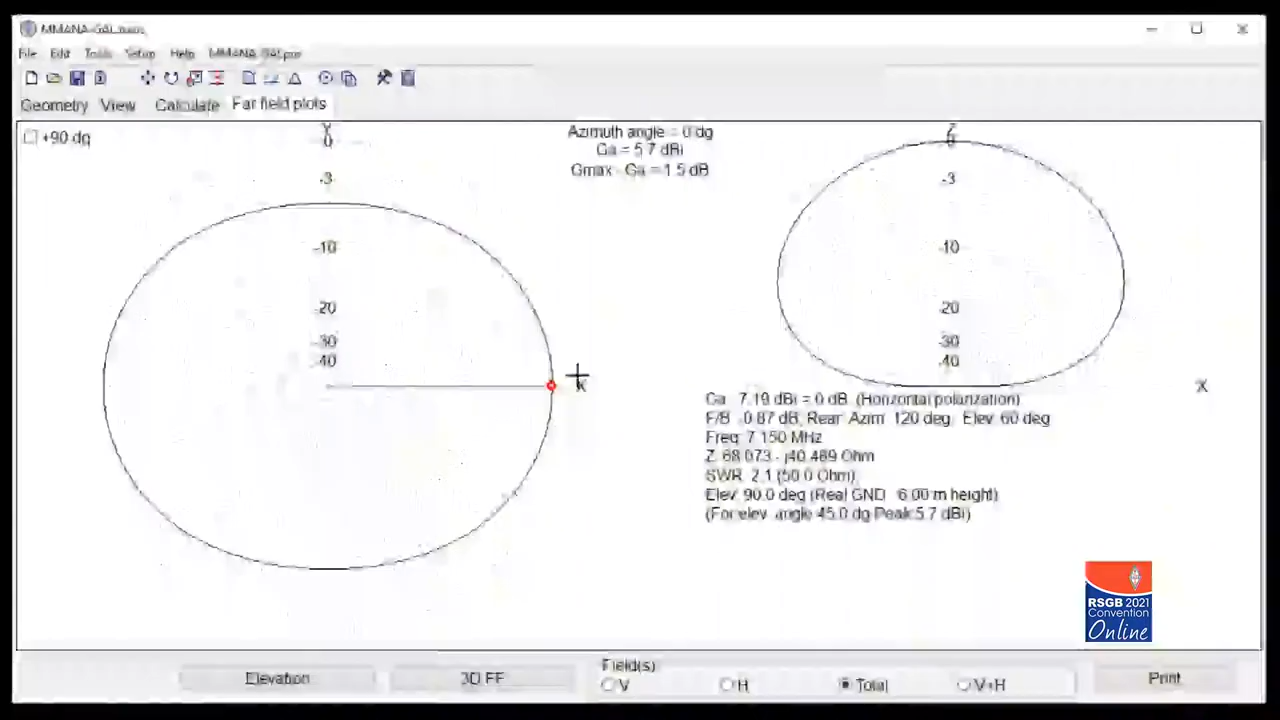 MMANA-GAL basic
File Edit Tools Setup Help MMANA-GAL pro
Geometry View Calculate Far field plots
+90 dg
Y
0
-3
-10
-20
-30
-40
X
Azimuth angle = 0 dg
Ga = 5.7 dBi
Gmax - Ga = 1.5 dB
Z
0
-3
-10
-20
-30
-40
X
Ga : 7.19 dBi = 0 dB (Horizontal polarization)
F/B: -0.87 dB; Rear: Azim. 120 deg, Elev. 60 deg
Freq: 7.150 MHz
Z: 68.073 - j40.469 Ohm
SWR: 2.1 (50.0 Ohm),
Elev: 90.0 deg (Real GND : 6.00 m height)
(For elev. angle 45.0 dg Peak:5.7 dBi)
RSGB 2021
Convention
Online
Elevation
3D FF
Field(s)
V
H
Total
V+H
Print